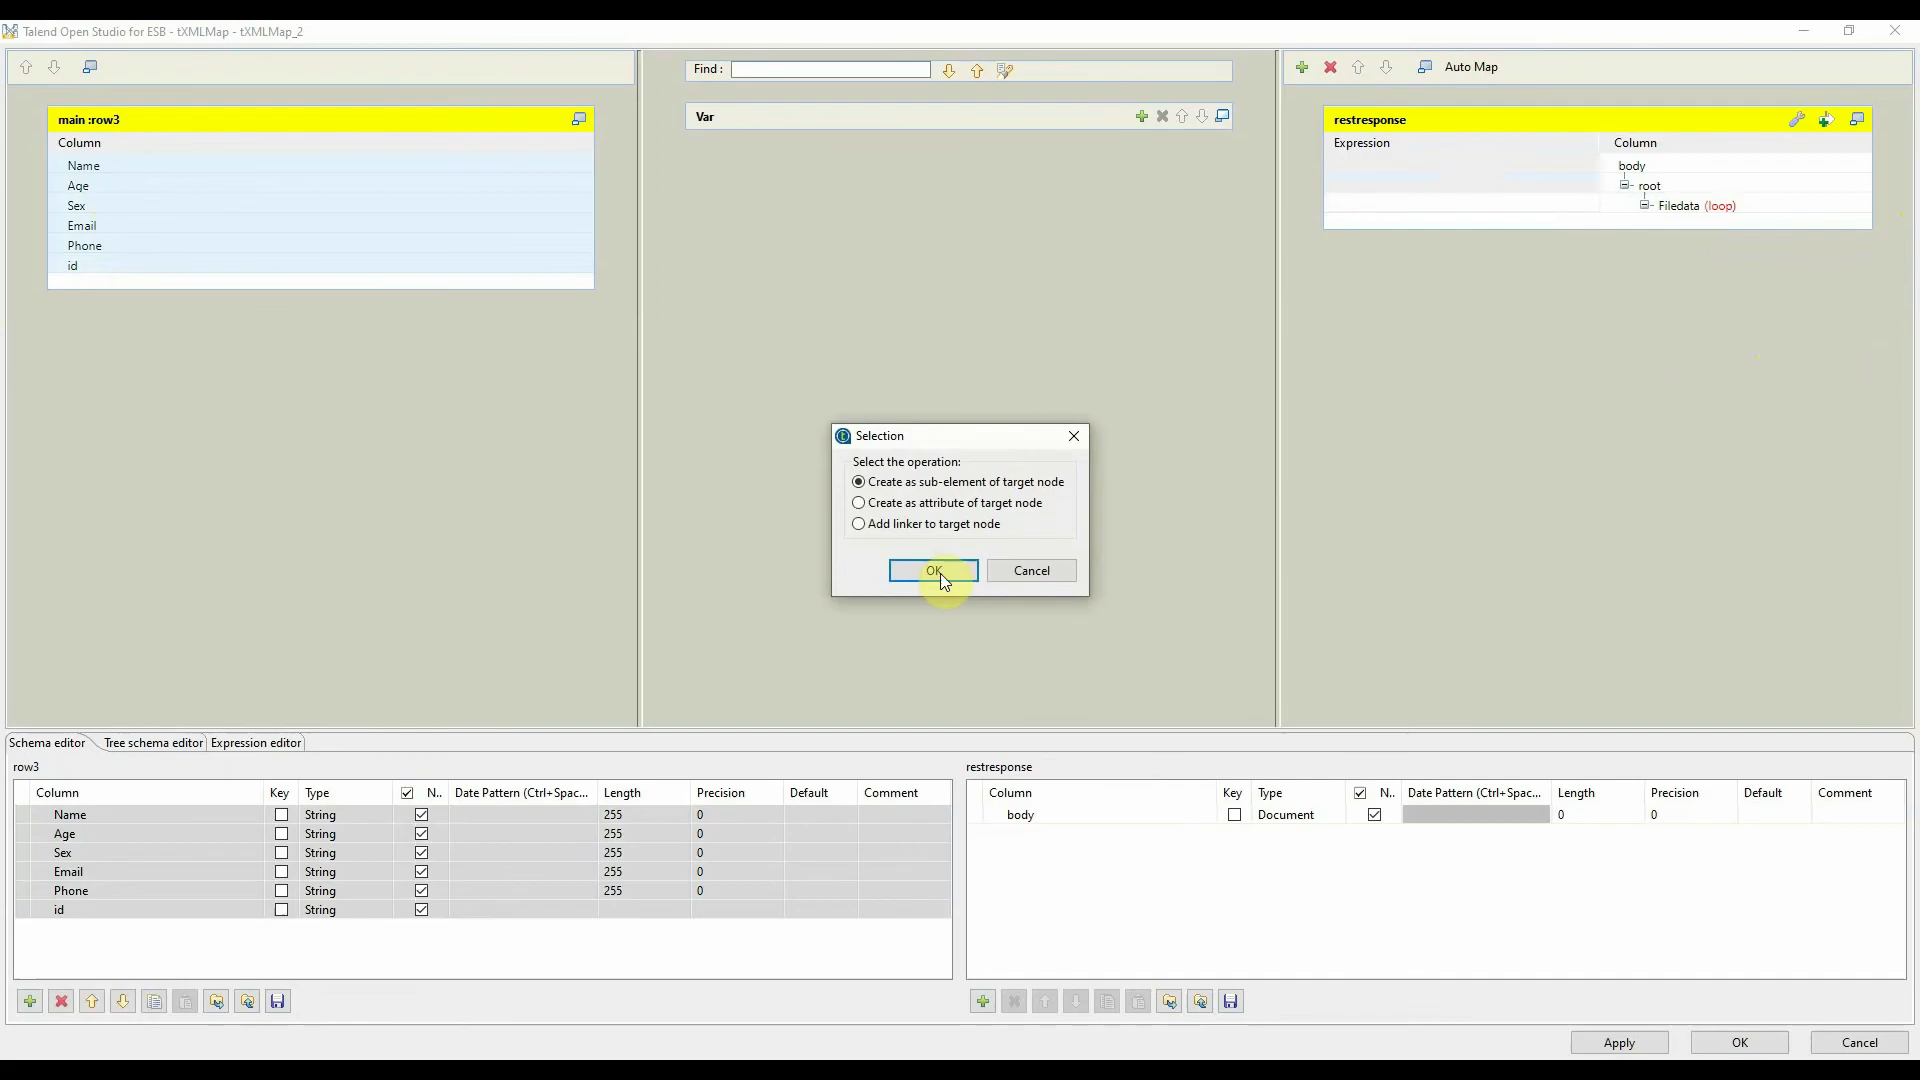 Talend Open Studio for ESB - tXMLMap - tXMLMap_2
Find :
Auto Map
main :row3
Column
Name
Age
Sex
Email
Phone
id
Var
restresponse
Expression Column
body
root
Filedata (loop)
Selection
Select the operation:
Create as sub-element of target node
Create as attribute of target node
Add linker to target node
OK Cancel
Schema editor Tree schema editor Expression editor
row3
Column Key Type N.. Date Pattern (Ctrl+Spac... Length Precision Default Comment
Name String 255 0
Age String 255 0
Sex String 255 0
Email String 255 0
Phone String 255 0
id String
restresponse
Column Key Type N.. Date Pattern (Ctrl+Spac... Length Precision Default Comment
body Document 0 0
Apply OK Cancel